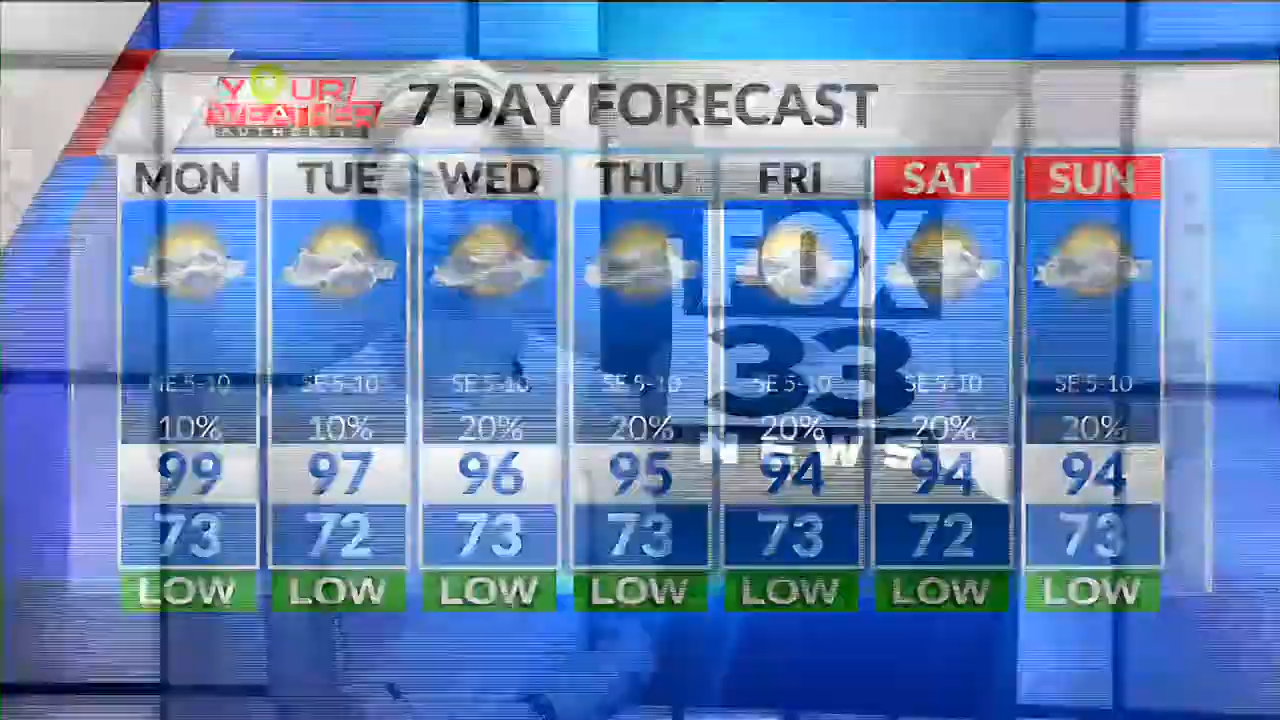 YOUR
WEATHER
AUTHORITY
7 DAY FORECAST
MON TUE WED THU FRI SAT SUN
FOX
33
NEWS
NE 5-10 SE 5-10 SE 5-10 SE 5-10 SE 5-10 SE 5-10 SE 5-10
10% 10% 20% 20% 20% 20% 20%
99 97 96 95 94 94 94
73 72 73 73 73 72 73
LOW LOW LOW LOW LOW LOW LOW